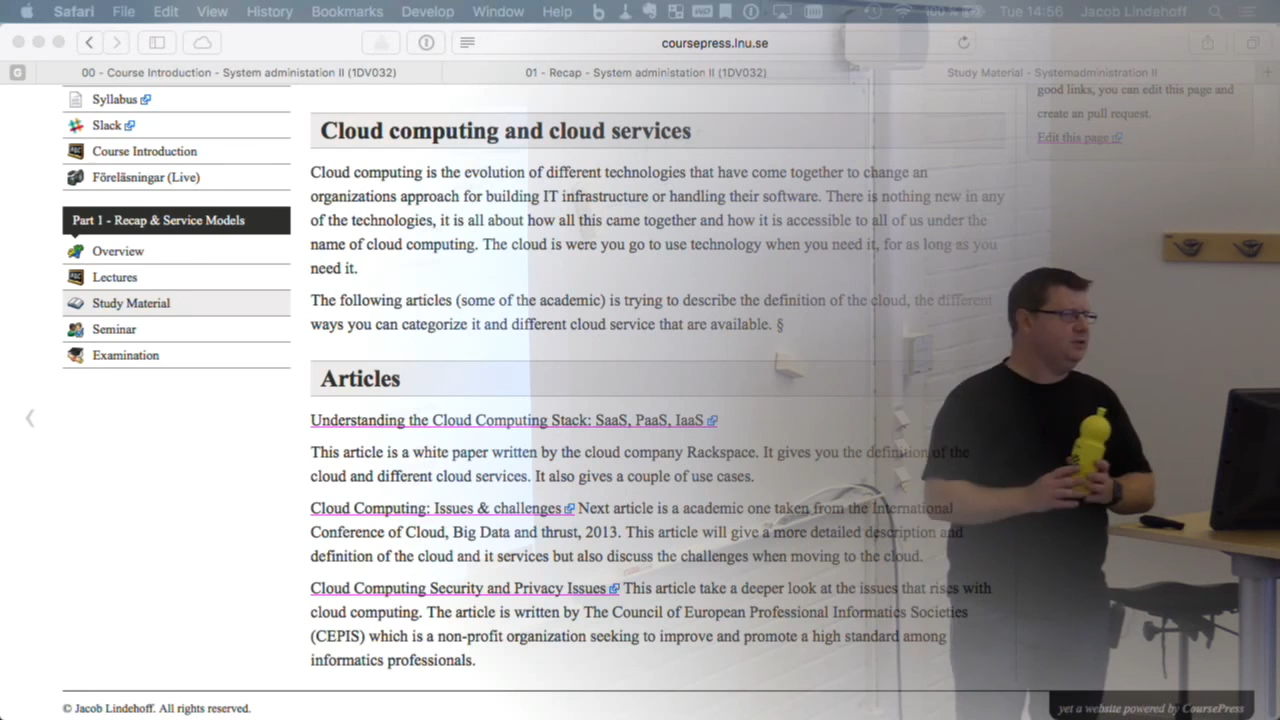 Safari File Edit View History Bookmarks Develop Window Help
100 % Tue 14:56 Jacob Lindehoff
coursepress.lnu.se
00 - Course Introduction - System administation II (1DV032)
01 - Recap - System administation II (1DV032)
Study Material - Systemadministration II
Syllabus
Slack
Course Introduction
Föreläsningar (Live)
Part 1 - Recap & Service Models
Overview
Lectures
Study Material
Seminar
Examination
Cloud computing and cloud services
Cloud computing is the evolution of different technologies that have come together to change an
organizations approach for building IT infrastructure or handling their software. There is nothing new in any
of the technologies, it is all about how all this came together and how it is accessible to all of us under the
name of cloud computing. The cloud is were you go to use technology when you need it, for as long as you
need it.
The following articles (some of the academic) is trying to describe the definition of the cloud, the different
ways you can categorize it and different cloud service that are available. §
Articles
Understanding the Cloud Computing Stack: SaaS, PaaS, IaaS
This article is a white paper written by the cloud company Rackspace. It gives you the definition of the
cloud and different cloud services. It also gives a couple of use cases.
Cloud Computing: Issues & challenges Next article is a academic one taken from the International
Conference of Cloud, Big Data and thrust, 2013. This article will give a more detailed description and
definition of the cloud and it services but also discuss the challenges when moving to the cloud.
Cloud Computing Security and Privacy Issues This article take a deeper look at the issues that rises with
cloud computing. The article is written by The Council of European Professional Informatics Societies
(CEPIS) which is a non-profit organization seeking to improve and promote a high standard among
informatics professionals.
good links, you can edit this page and
create an pull request.
Edit this page
© Jacob Lindehoff. All rights reserved.
yet a website powered by CoursePress